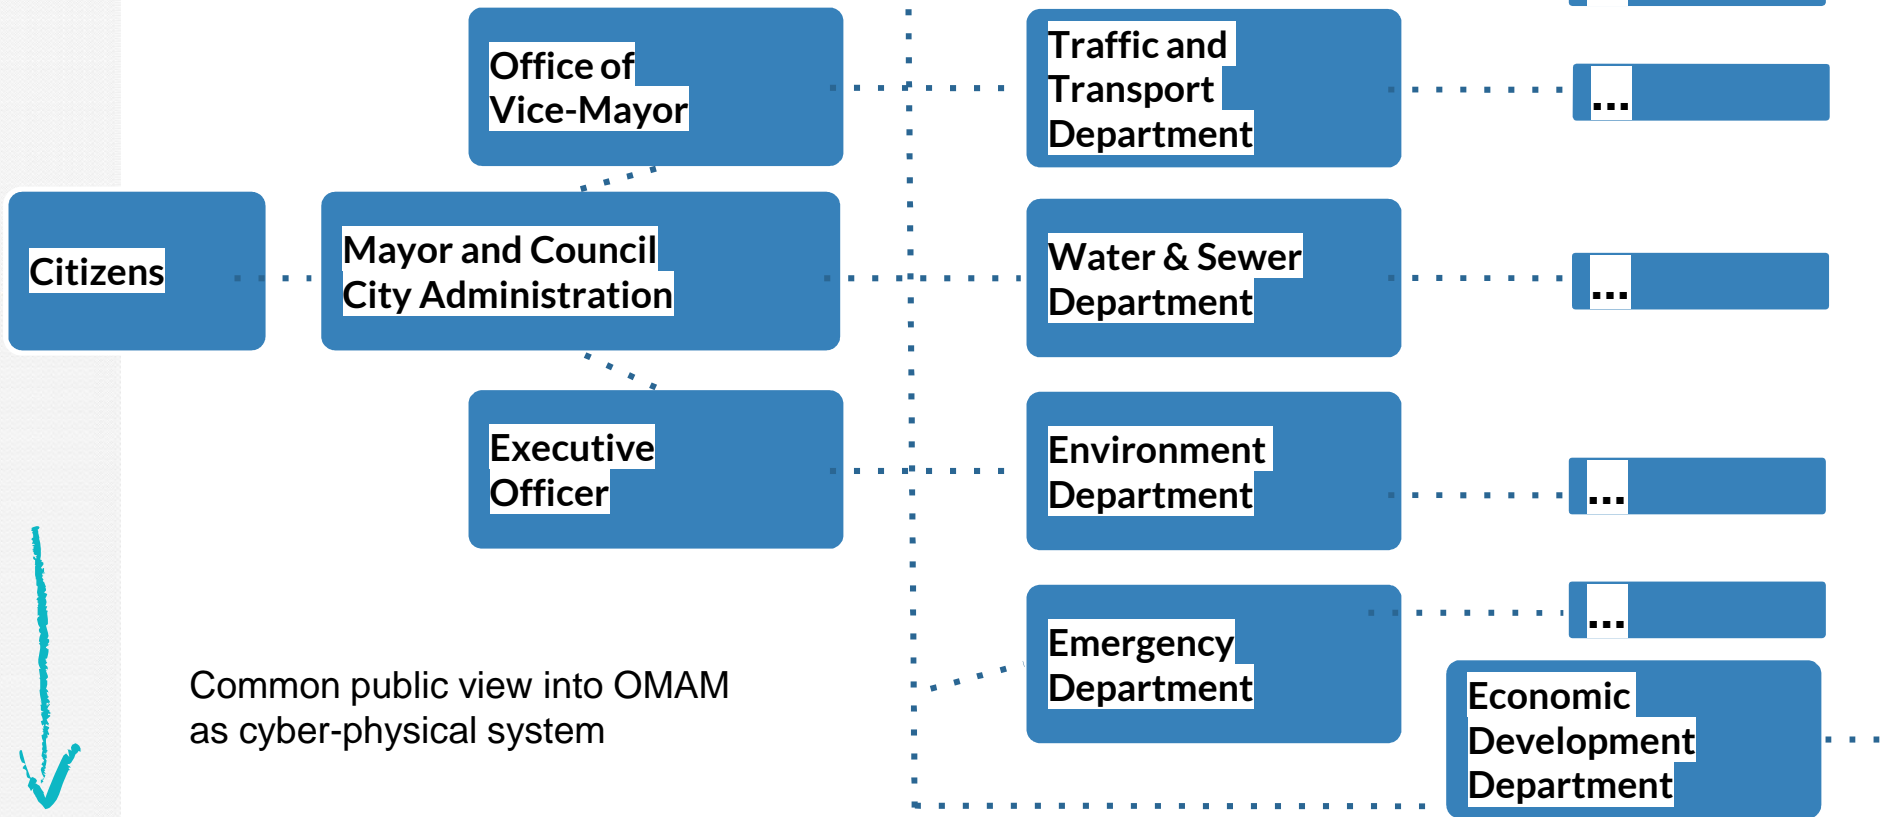 Office of
Vice-Mayor
Traffic and
Transport
Department
...
Citizens
Mayor and Council
City Administration
Water & Sewer
Department
...
Executive
Officer
Environment
Department
...
Emergency
Department
...
Common public view into OMAM
as cyber-physical system
Economic
Development
Department